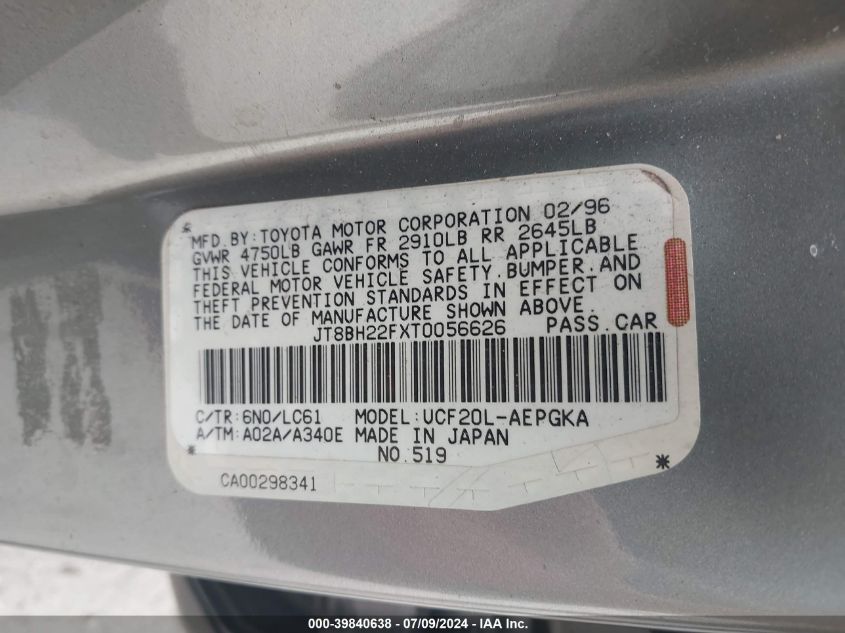 MFD.BY:TOYOTA MOTOR CORPORATION 02/96
GVWR 4750LB GAWR FR 2910LB RR 2645LB
THIS VEHICLE CONFORMS TO ALL APPLICABLE
FEDERAL MOTOR VEHICLE SAFETY,BUMPER,AND
THEFT PREVENTION STANDARDS IN EFFECT ON
THE DATE OF MANUFACTURE SHOWN ABOVE.
JT8BH22FXT0056626 PASS.CAR
C/TR:6N0/LC61 MODEL:UCF20L-AEPGKA
A/TM:A02A/A340E MADE IN JAPAN
NO.519
CA00298341
000-39840638 - 07/09/2024 - IAA Inc.